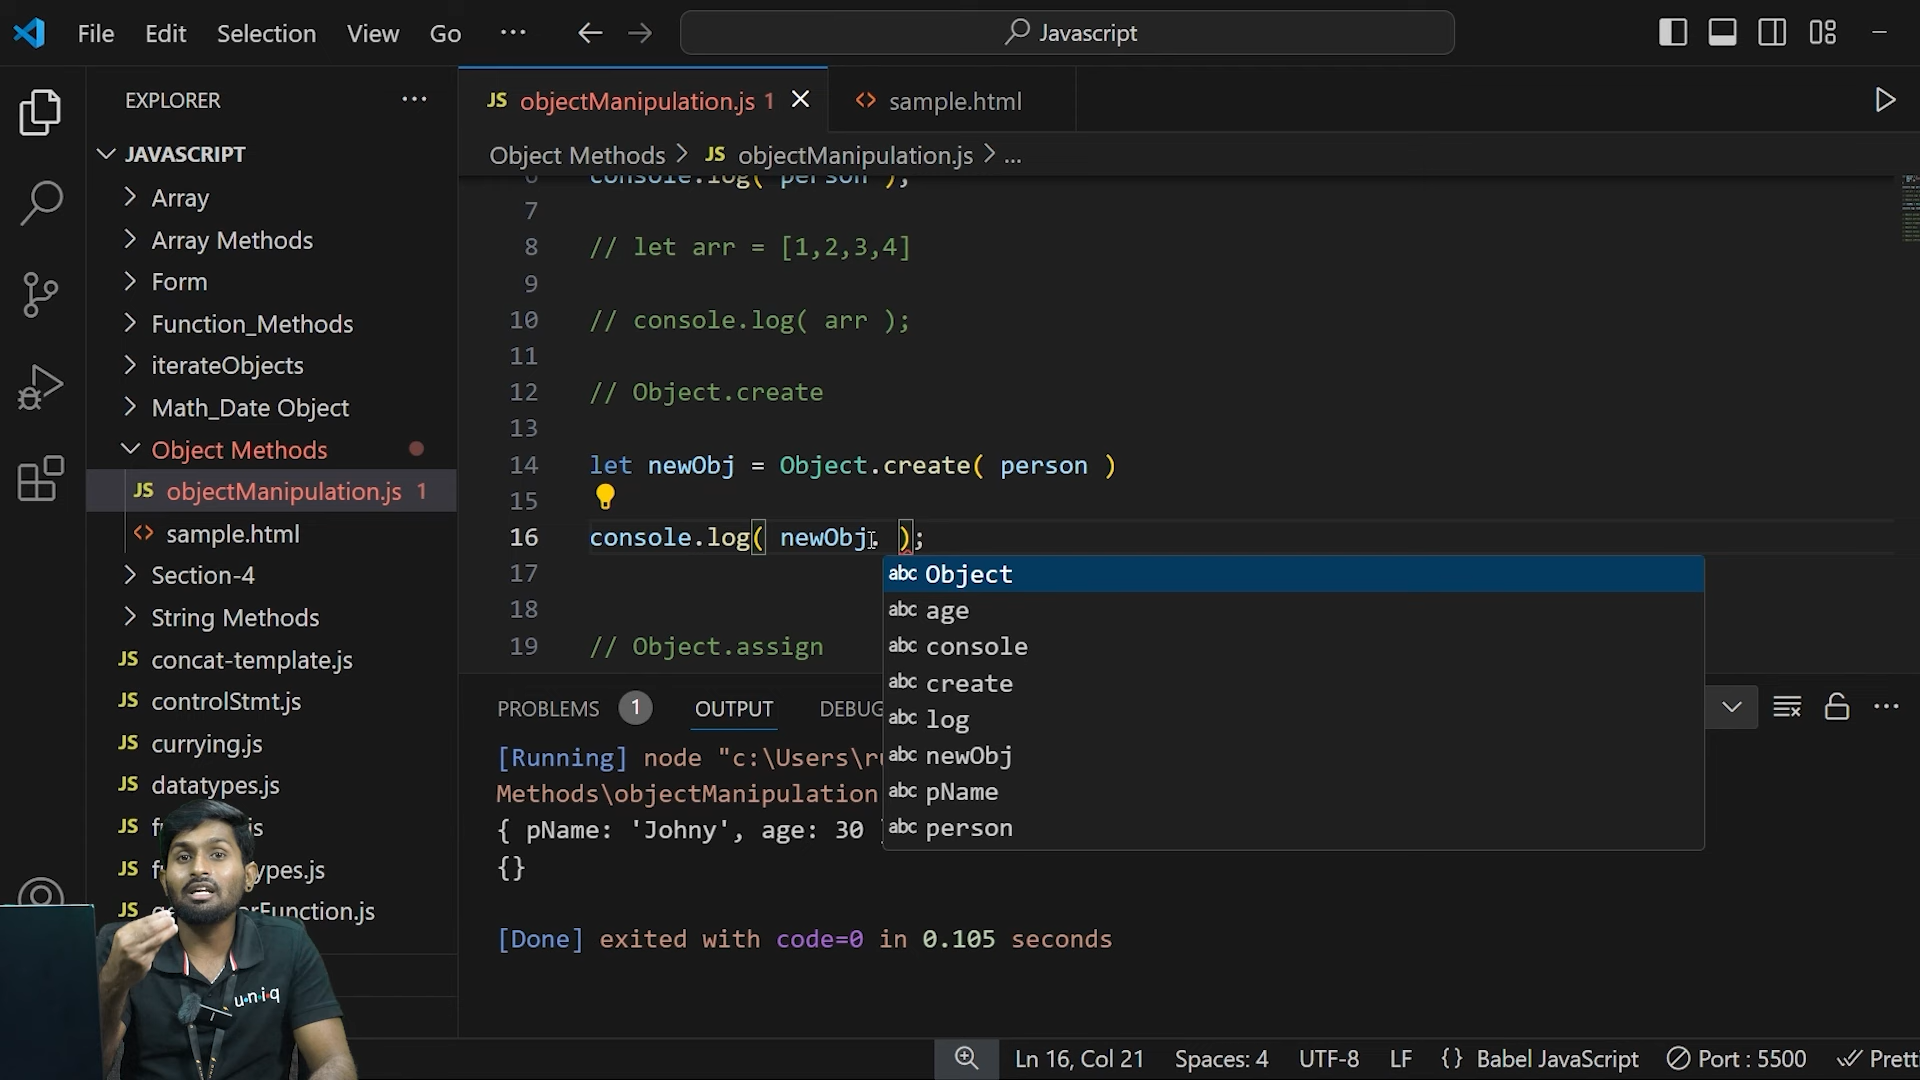 File Edit Selection View Go ... Javascript
EXPLORER ...
JAVASCRIPT
Array
Array Methods
Form
Function_Methods
iterateObjects
Math_Date Object
Object Methods
JS objectManipulation.js 1
<> sample.html
Section-4
String Methods
JS concat-template.js
JS controlStmt.js
JS currying.js
JS datatypes.js
JS
JS
JS
JS objectManipulation.js 1
<> sample.html
Object Methods > JS objectManipulation.js > ...
6 console.log( person );
7
8 // let arr = [1,2,3,4]
9
10 // console.log( arr );
11
12 // Object.create
13
14 let newObj = Object.create( person )
15
16 console.log( newObj. );
17
18
19 // Object.assign
abc Object
abc age
abc console
abc create
abc log
abc newObj
abc pName
abc person
PROBLEMS 1 OUTPUT DEBUG
[Running] node "c:\Users\
Methods\objectManipulation
{ pName: 'Johny', age: 30
{}
[Done] exited with code=0 in 0.105 seconds
u·n·i·q
Ln 16, Col 21 Spaces: 4 UTF-8 LF {} Babel JavaScript Port : 5500